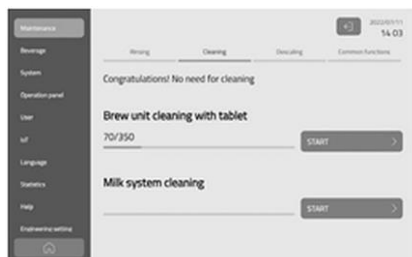 Maintenance
Beverage
System
Operation panel
User
IoT
Language
Statistics
Help
Engineering setting
2022/07/11
14 03
Rinsing
Cleaning
Descaling
Common functions
Congratulations! No need for cleaning
Brew unit cleaning with tablet
70/350
START
Milk system cleaning
START